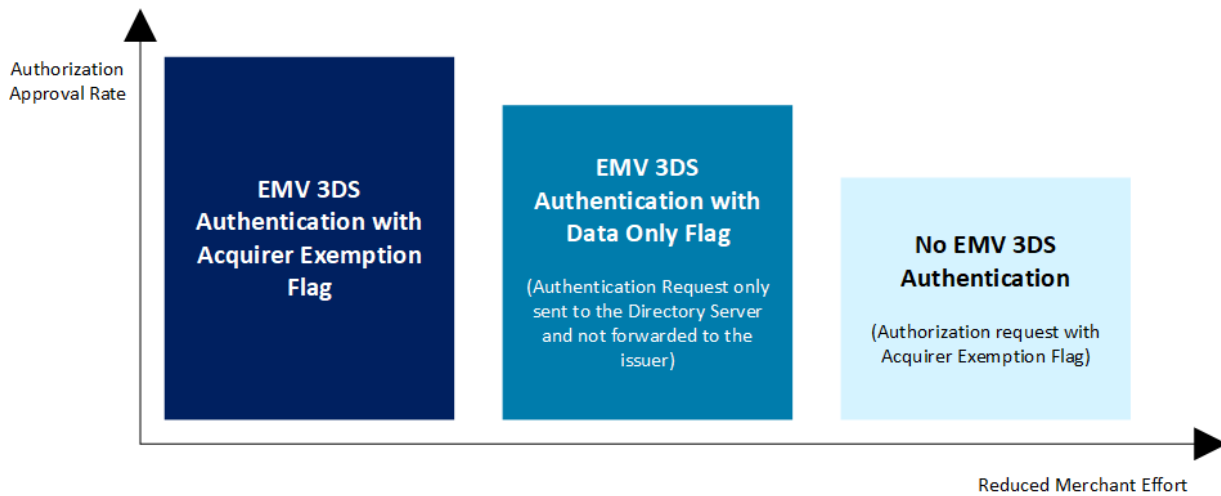 Authorization
Approval Rate
EMV 3DS
Authentication with
Acquirer Exemption
Flag
EMV 3DS
Authentication with
Data Only Flag
(Authentication Request only
sent to the Directory Server
and not forwarded to the
issuer)
No EMV 3DS
Authentication
(Authorization request with
Acquirer Exemption Flag)
Reduced Merchant Effort